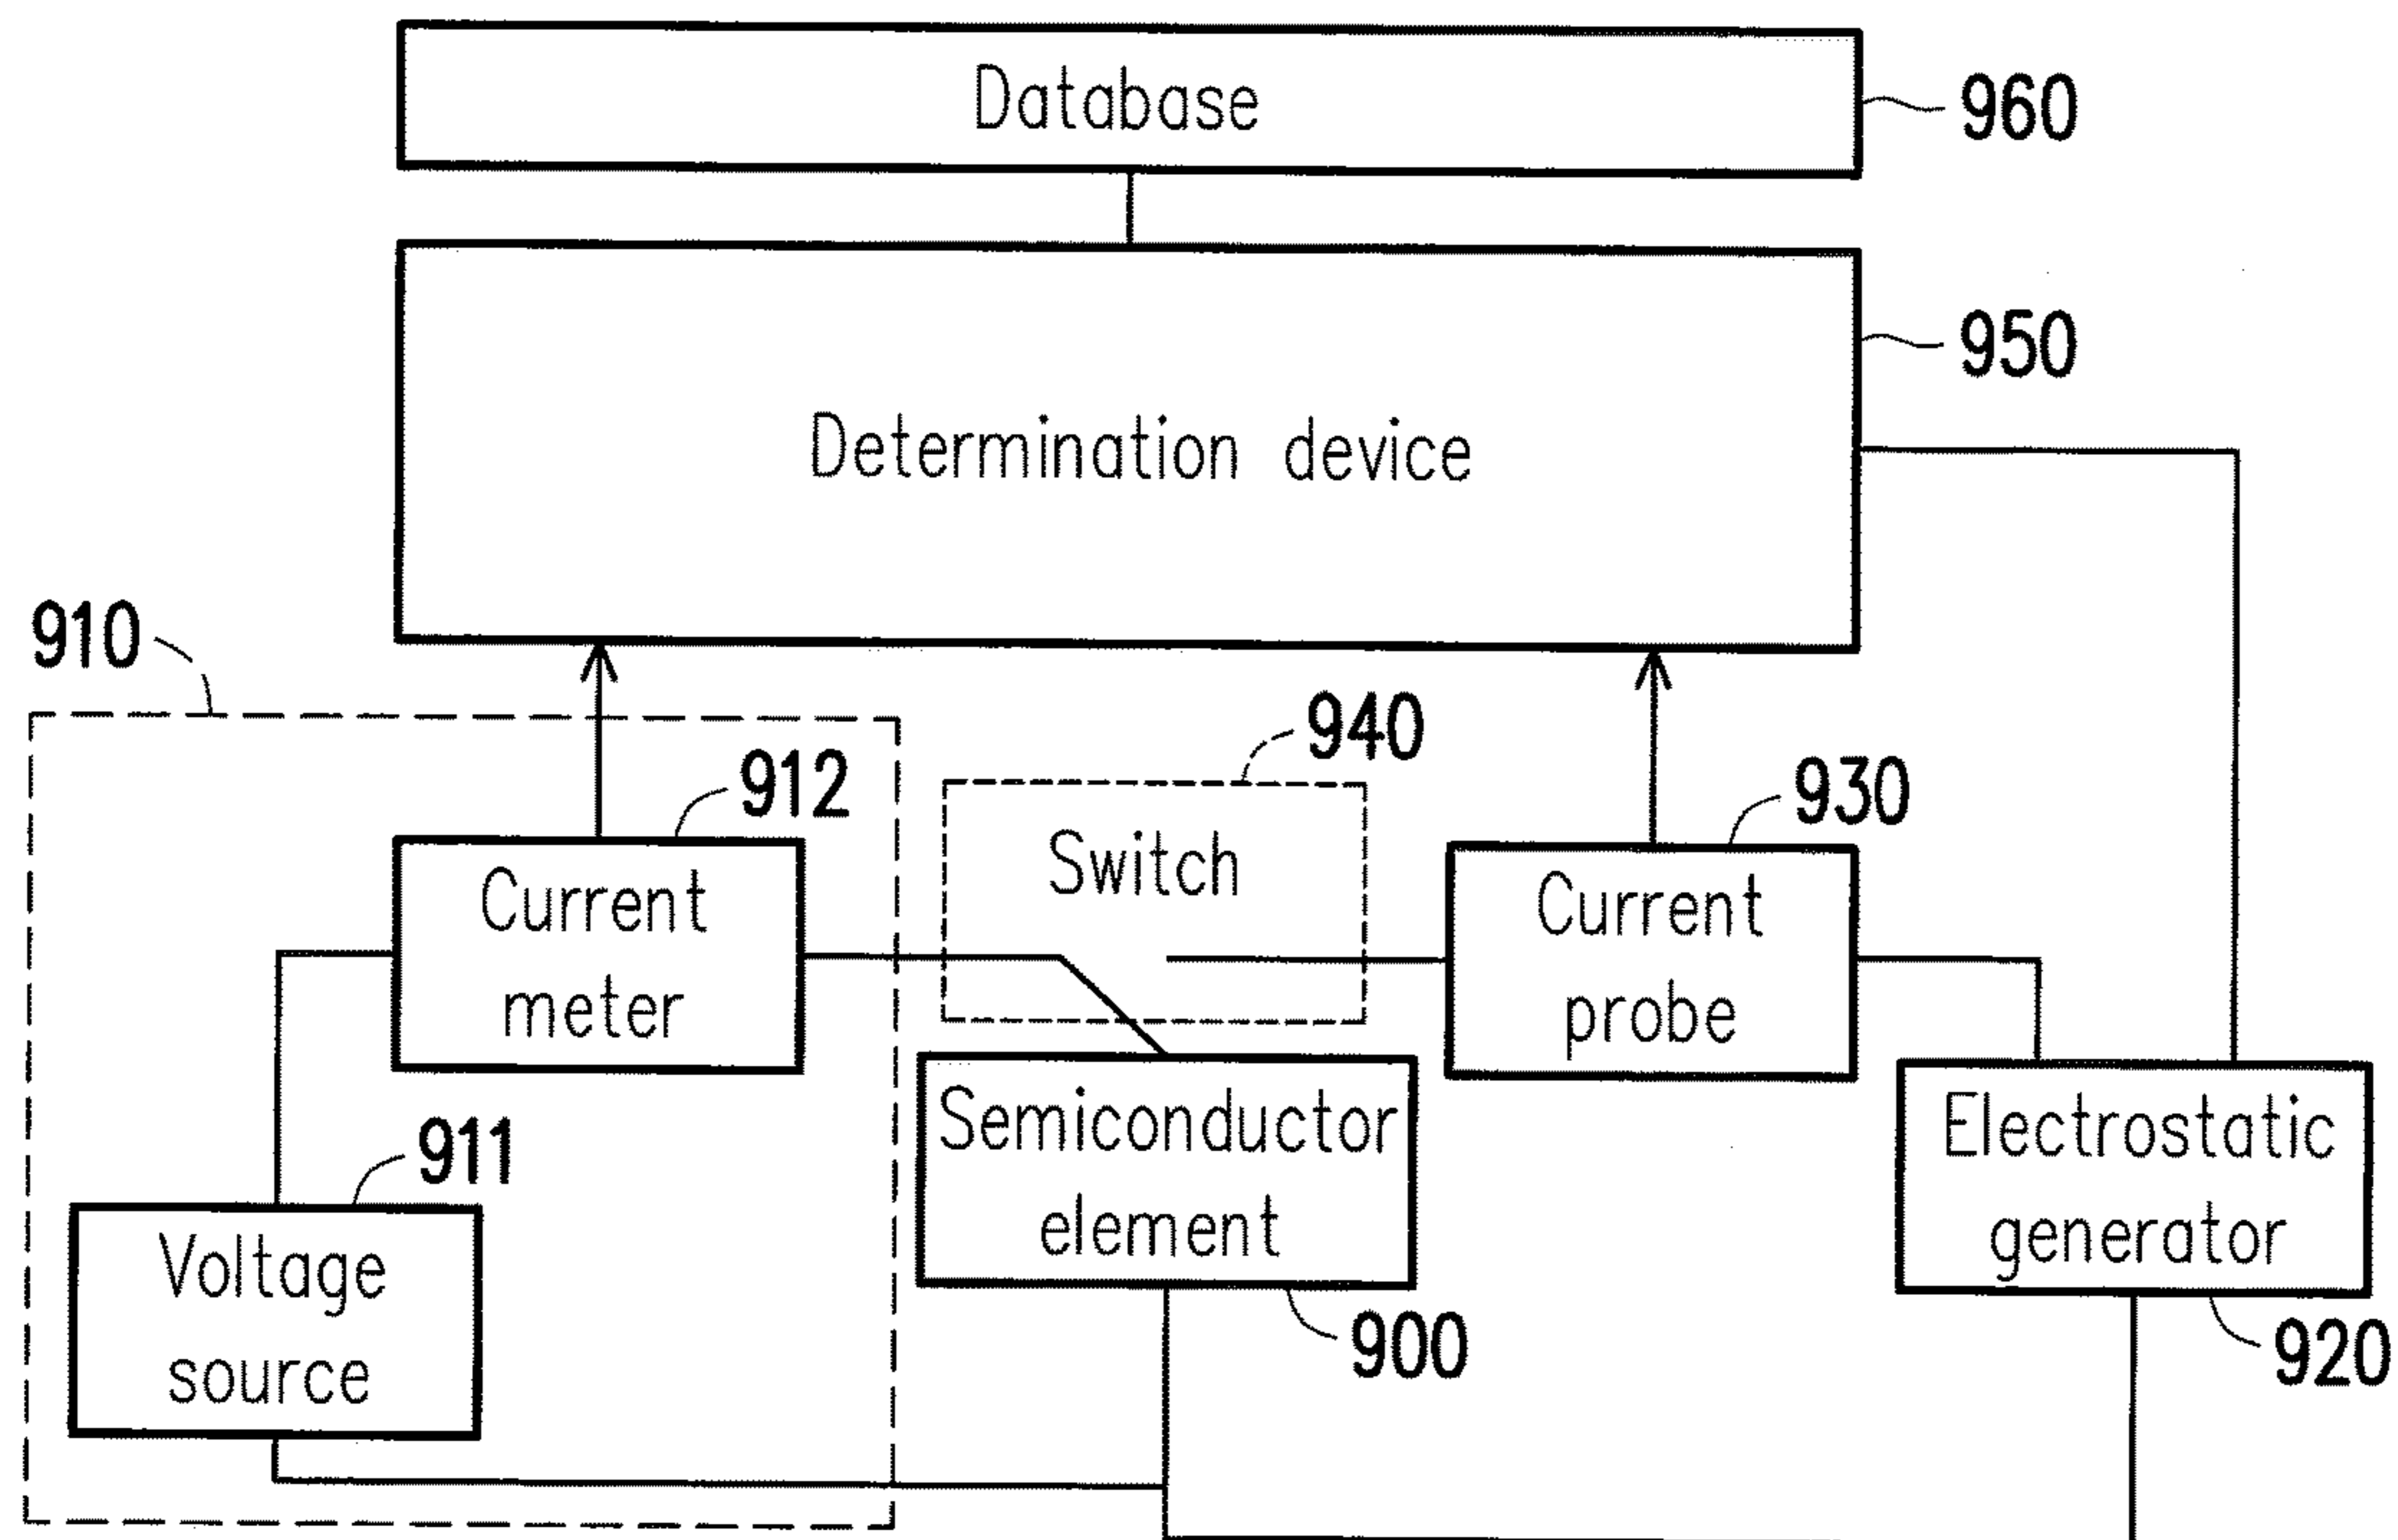 Database
960
Determination device
950
910
940
912
930
Switch
Current
meter
Current
probe
911
Semiconductor
element
Electrostatic
generator
Voltage
source
900
920